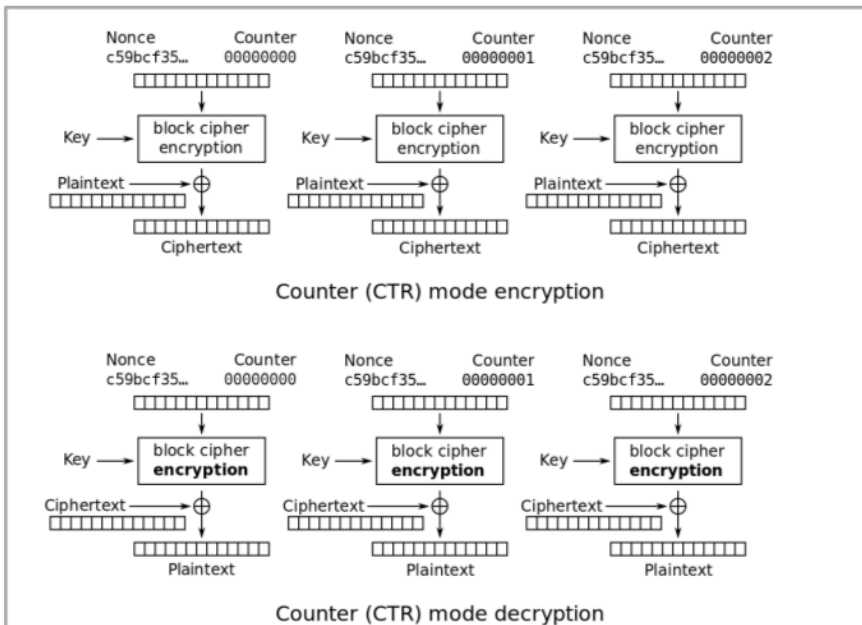 Nonce Counter Nonce Counter Nonce Counter
c59bcf35… 00000000 c59bcf35… 00000001 c59bcf35… 00000002
Key block cipher encryption Key block cipher encryption Key block cipher encryption
Plaintext Plaintext Plaintext
Ciphertext Ciphertext Ciphertext
Counter (CTR) mode encryption
Nonce Counter Nonce Counter Nonce Counter
c59bcf35… 00000000 c59bcf35… 00000001 c59bcf35… 00000002
Key block cipher encryption Key block cipher encryption Key block cipher encryption
Ciphertext Ciphertext Ciphertext
Plaintext Plaintext Plaintext
Counter (CTR) mode decryption